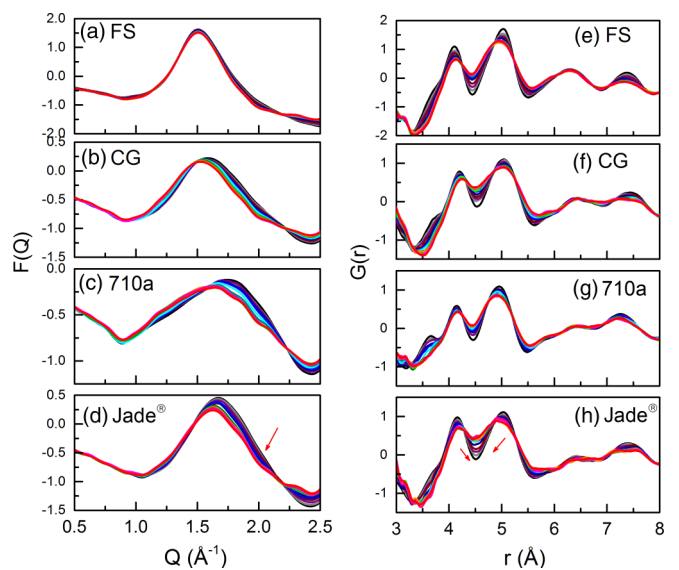 2.0
(a) FS
1.0
0.0
-1.0
-2.0
0.5
(b) CG
0.0
-0.5
-1.0
-1.5
0.0
(c) 710a
-0.5
-1.0
0.5
(d) Jade®
0.0
-0.5
-1.0
-1.5
0.5 1.0 1.5 2.0 2.5
Q (Å-1)
F(Q)
2
(e) FS
1
0
-1
-2
(f) CG
1
0
-1
(g) 710a
1
0
-1
(h) Jade®
1
0
-1
3 4 5 6 7 8
r (Å)
G(r)